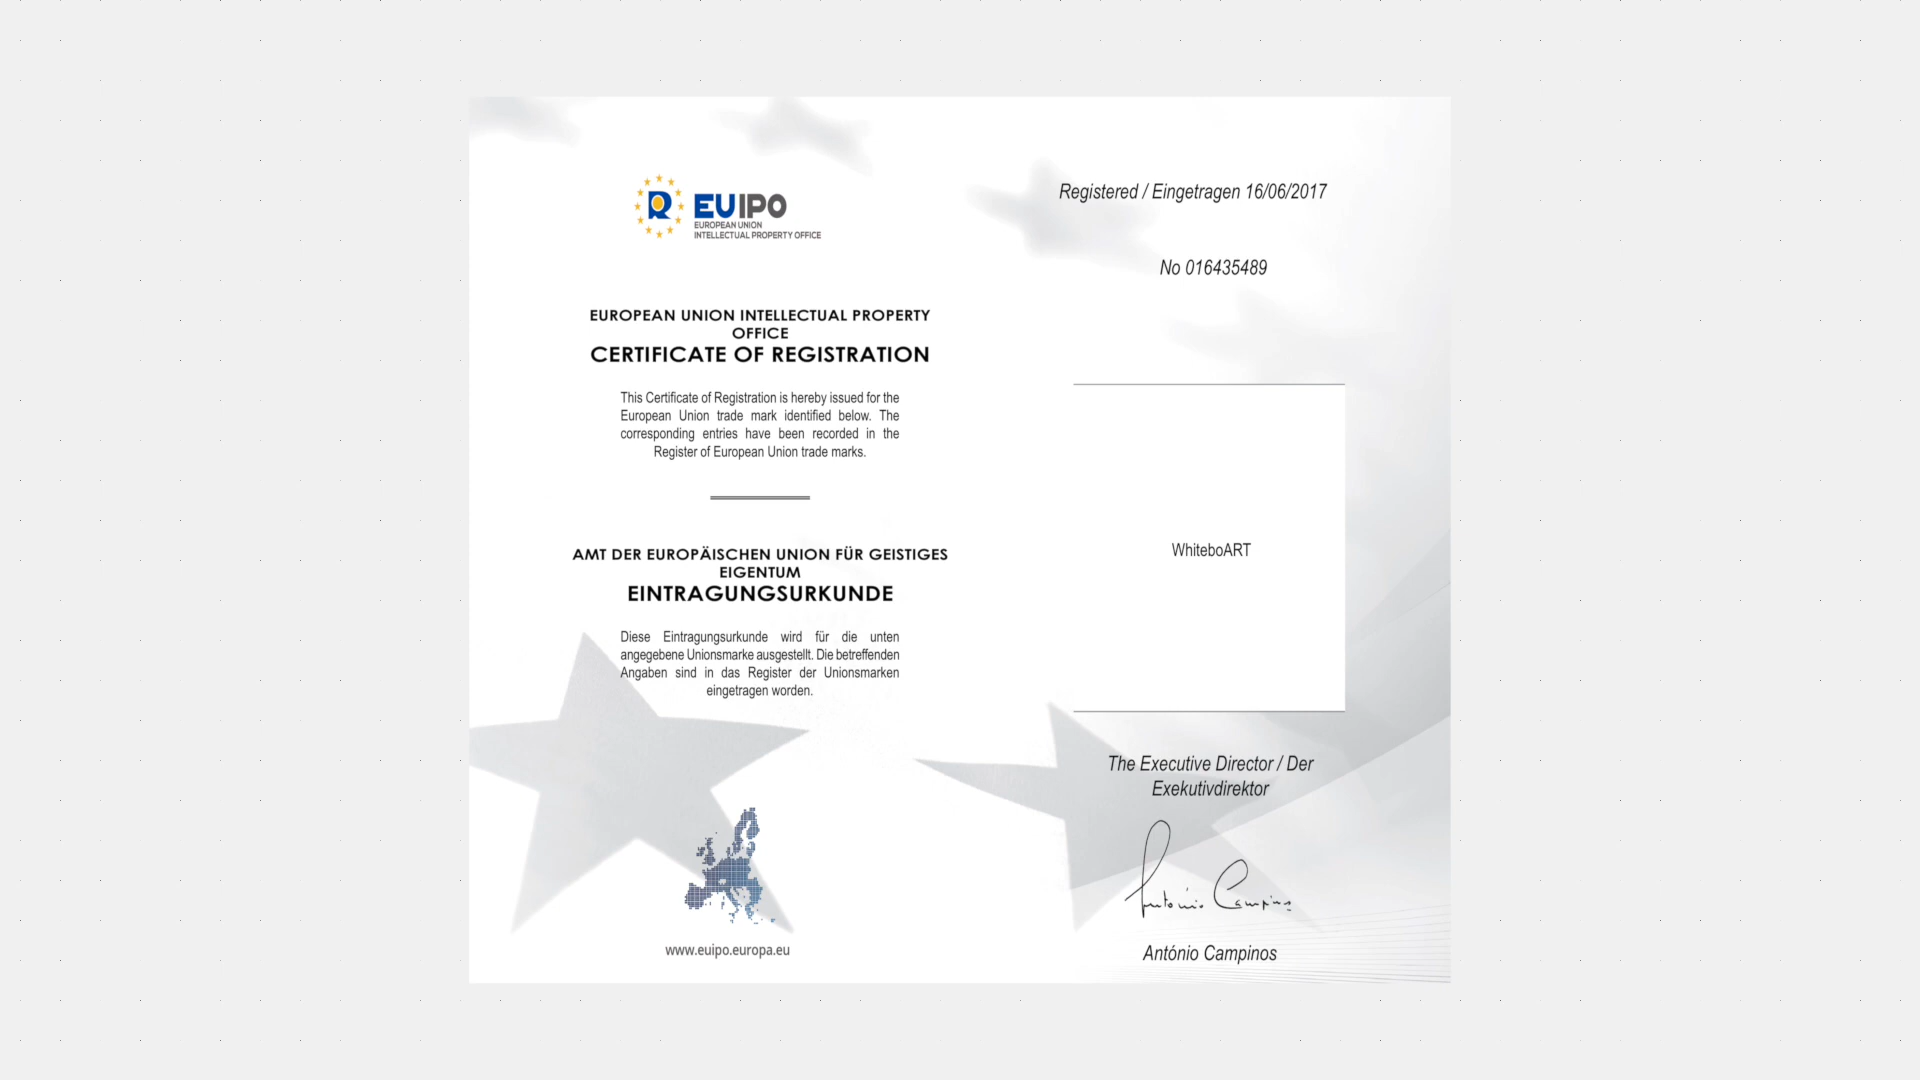 EUIPO
EUROPEAN UNION
INTELLECTUAL PROPERTY OFFICE
EUROPEAN UNION INTELLECTUAL PROPERTY
OFFICE
CERTIFICATE OF REGISTRATION
This Certificate of Registration is hereby issued for the
European Union trade mark identified below. The
corresponding entries have been recorded in the
Register of European Union trade marks.
AMT DER EUROPÄISCHEN UNION FÜR GEISTIGES
EIGENTUM
EINTRAGUNGSURKUNDE
Diese Eintragungsurkunde wird für die unten
angegebene Unionsmarke ausgestellt. Die betreffenden
Angaben sind in das Register der Unionsmarken
eingetragen worden.
www.euipo.europa.eu
Registered / Eingetragen 16/06/2017
No 016435489
WhiteboART
The Executive Director / Der
Exekutivdirektor
António Campinos
António Campinos